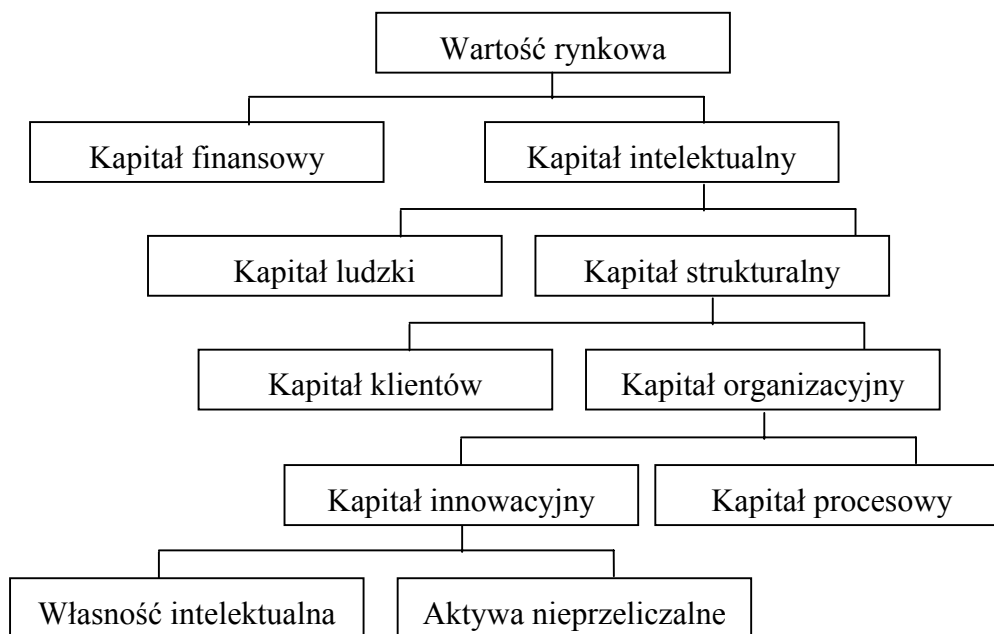 Wartość rynkowa
Kapitał finansowy
Kapitał intelektualny
Kapitał ludzki
Kapitał strukturalny
Kapitał klientów
Kapitał organizacyjny
Kapitał innowacyjny
Kapitał procesowy
Własność intelektualna
Aktywa nieprzeliczalne